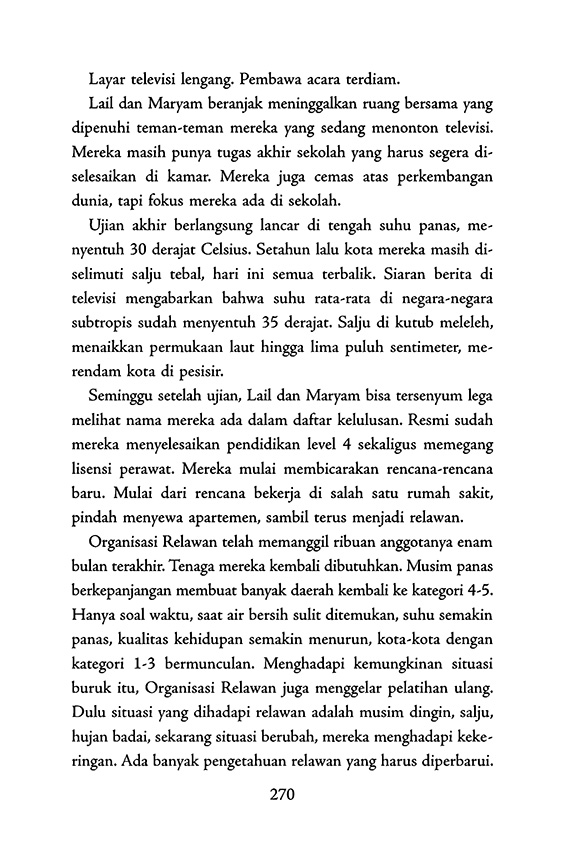 Layar televisi lengang. Pembawa acara terdiam.
Lail dan Maryam beranjak meninggalkan ruang bersama yang
dipenuhi teman-teman mereka yang sedang menonton televisi.
Mereka masih punya tugas akhir sekolah yang harus segera di-
selesaikan di kamar. Mereka juga cemas atas perkembangan
dunia, tapi fokus mereka ada di sekolah.
Ujian akhir berlangsung lancar di tengah suhu panas, me-
nyentuh 30 derajat Celsius. Setahun lalu kota mereka masih di-
selimuti salju tebal, hari ini semua terbalik. Siaran berita di
televisi mengabarkan bahwa suhu rata-rata di negara-negara
subtropis sudah menyentuh 35 derajat. Salju di kutub meleleh,
menaikkan permukaan laut hingga lima puluh sentimeter, me-
rendam kota di pesisir.
Seminggu setelah ujian, Lail dan Maryam bisa tersenyum lega
melihat nama mereka ada dalam daftar kelulusan. Resmi sudah
mereka menyelesaikan pendidikan level 4 sekaligus memegang
lisensi perawat. Mereka mulai membicarakan rencana-rencana
baru. Mulai dari rencana bekerja di salah satu rumah sakit,
pindah menyewa apartemen, sambil terus menjadi relawan.
Organisasi Relawan telah memanggil ribuan anggotanya enam
bulan terakhir. Tenaga mereka kembali dibutuhkan. Musim panas
berkepanjangan membuat banyak daerah kembali ke kategori 4-5.
Hanya soal waktu, saat air bersih sulit ditemukan, suhu semakin
panas, kualitas kehidupan semakin menurun, kota-kota dengan
kategori 1-3 bermunculan. Menghadapi kemungkinan situasi
buruk itu, Organisasi Relawan juga menggelar pelatihan ulang.
Dulu situasi yang dihadapi relawan adalah musim dingin, salju,
hujan badai, sekarang situasi berubah, mereka menghadapi keke-
ringan. Ada banyak pengetahuan relawan yang harus diperbarui.
270